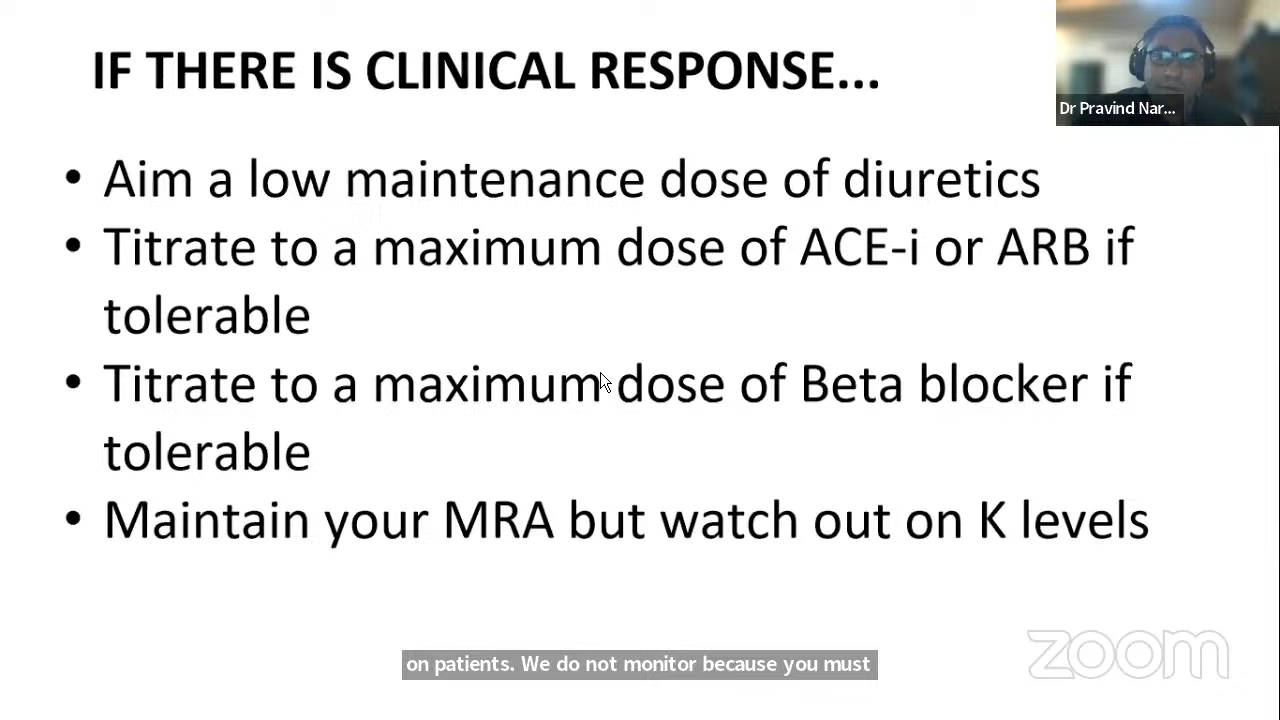 IF THERE IS CLINICAL RESPONSE...
Dr Pravind Nar...
• Aim a low maintenance dose of diuretics
• Titrate to a maximum dose of ACE-i or ARB if
tolerable
• Titrate to a maximum dose of Beta blocker if
tolerable
• Maintain your MRA but watch out on K levels
on patients. We do not monitor because you must
zoom